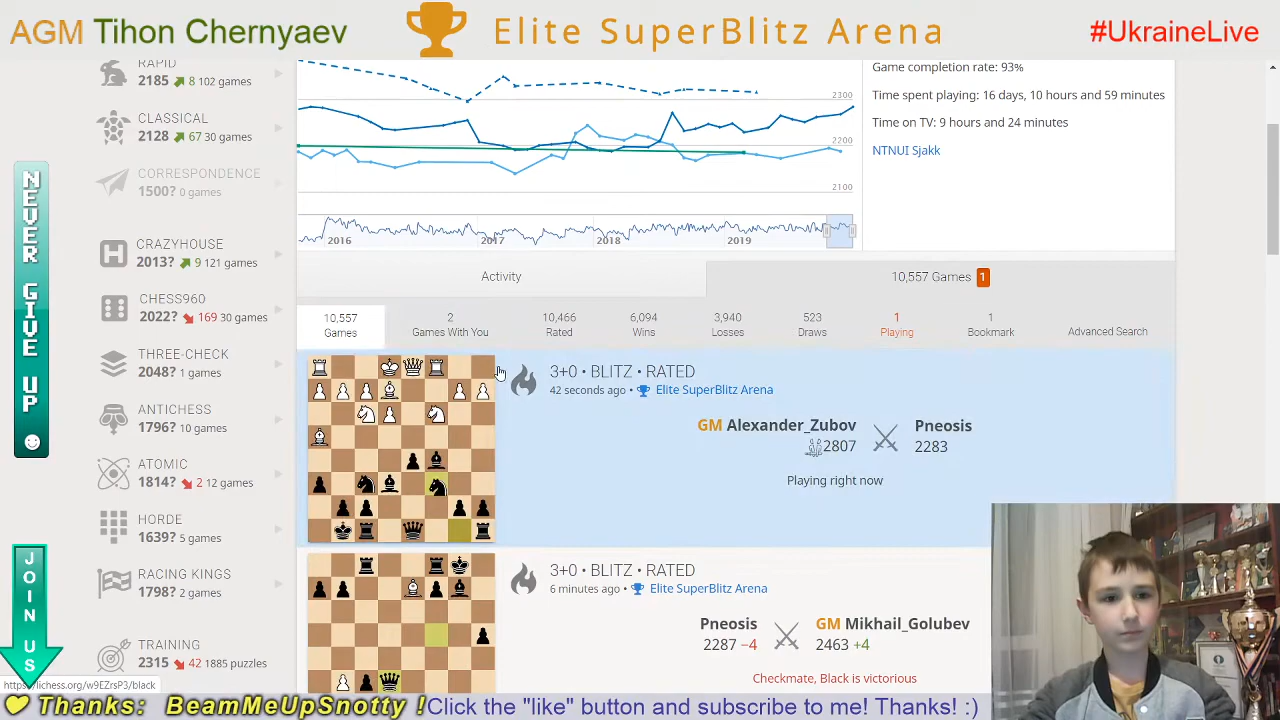 AGM Tihon Chernyaev
Elite SuperBlitz Arena
#UkraineLive
RAPID
2185 8 102 games
CLASSICAL
2128 67 30 games
CORRESPONDENCE
1500? 0 games
CRAZYHOUSE
2013? 9 121 games
CHESS960
2022? 169 30 games
THREE-CHECK
2048? 1 games
ANTICHESS
1796? 10 games
ATOMIC
1814? 2 12 games
HORDE
1639? 5 games
RACING KINGS
1798? 2 games
TRAINING
2315 42 1885 puzzles
NEVER GIVE UP
JOIN US
2300
2200
2100
2016 2017 2018 2019
Game completion rate: 93%
Time spent playing: 16 days, 10 hours and 59 minutes
Time on TV: 9 hours and 24 minutes
NTNUI Sjakk
Activity
10,557 Games 1
10,557
Games
2
Games With You
10,466
Rated
6,094
Wins
3,940
Losses
523
Draws
1
Playing
1
Bookmark
Advanced Search
3+0 • BLITZ • RATED
42 seconds ago • Elite SuperBlitz Arena
GM Alexander_Zubov
2807
Pneosis
2283
Playing right now
3+0 • BLITZ • RATED
6 minutes ago • Elite SuperBlitz Arena
Pneosis
2287 −4
GM Mikhail_Golubev
2463 +4
Checkmate, Black is victorious
https://lichess.org/w9EZrsP3/black
Thanks: BeamMeUpSnotty !
Click the "like" button and subscribe to me! Thanks! :)